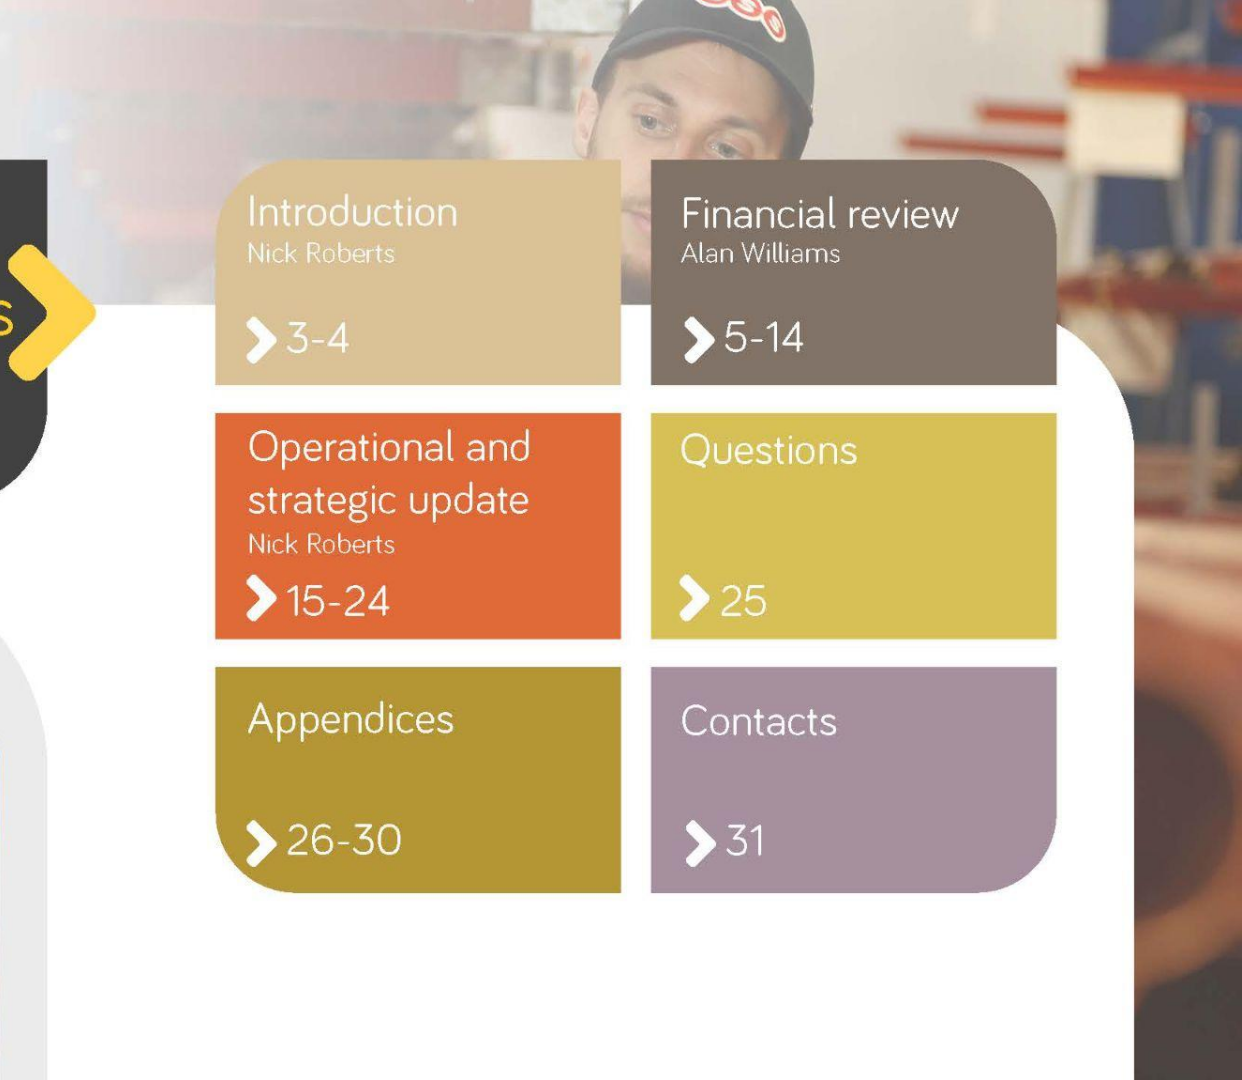 Introduction
Nick Roberts
3-4
Financial review
Alan Williams
5-14
Operational and
strategic update
Nick Roberts
15-24
Questions
25
Appendices
26-30
Contacts
31